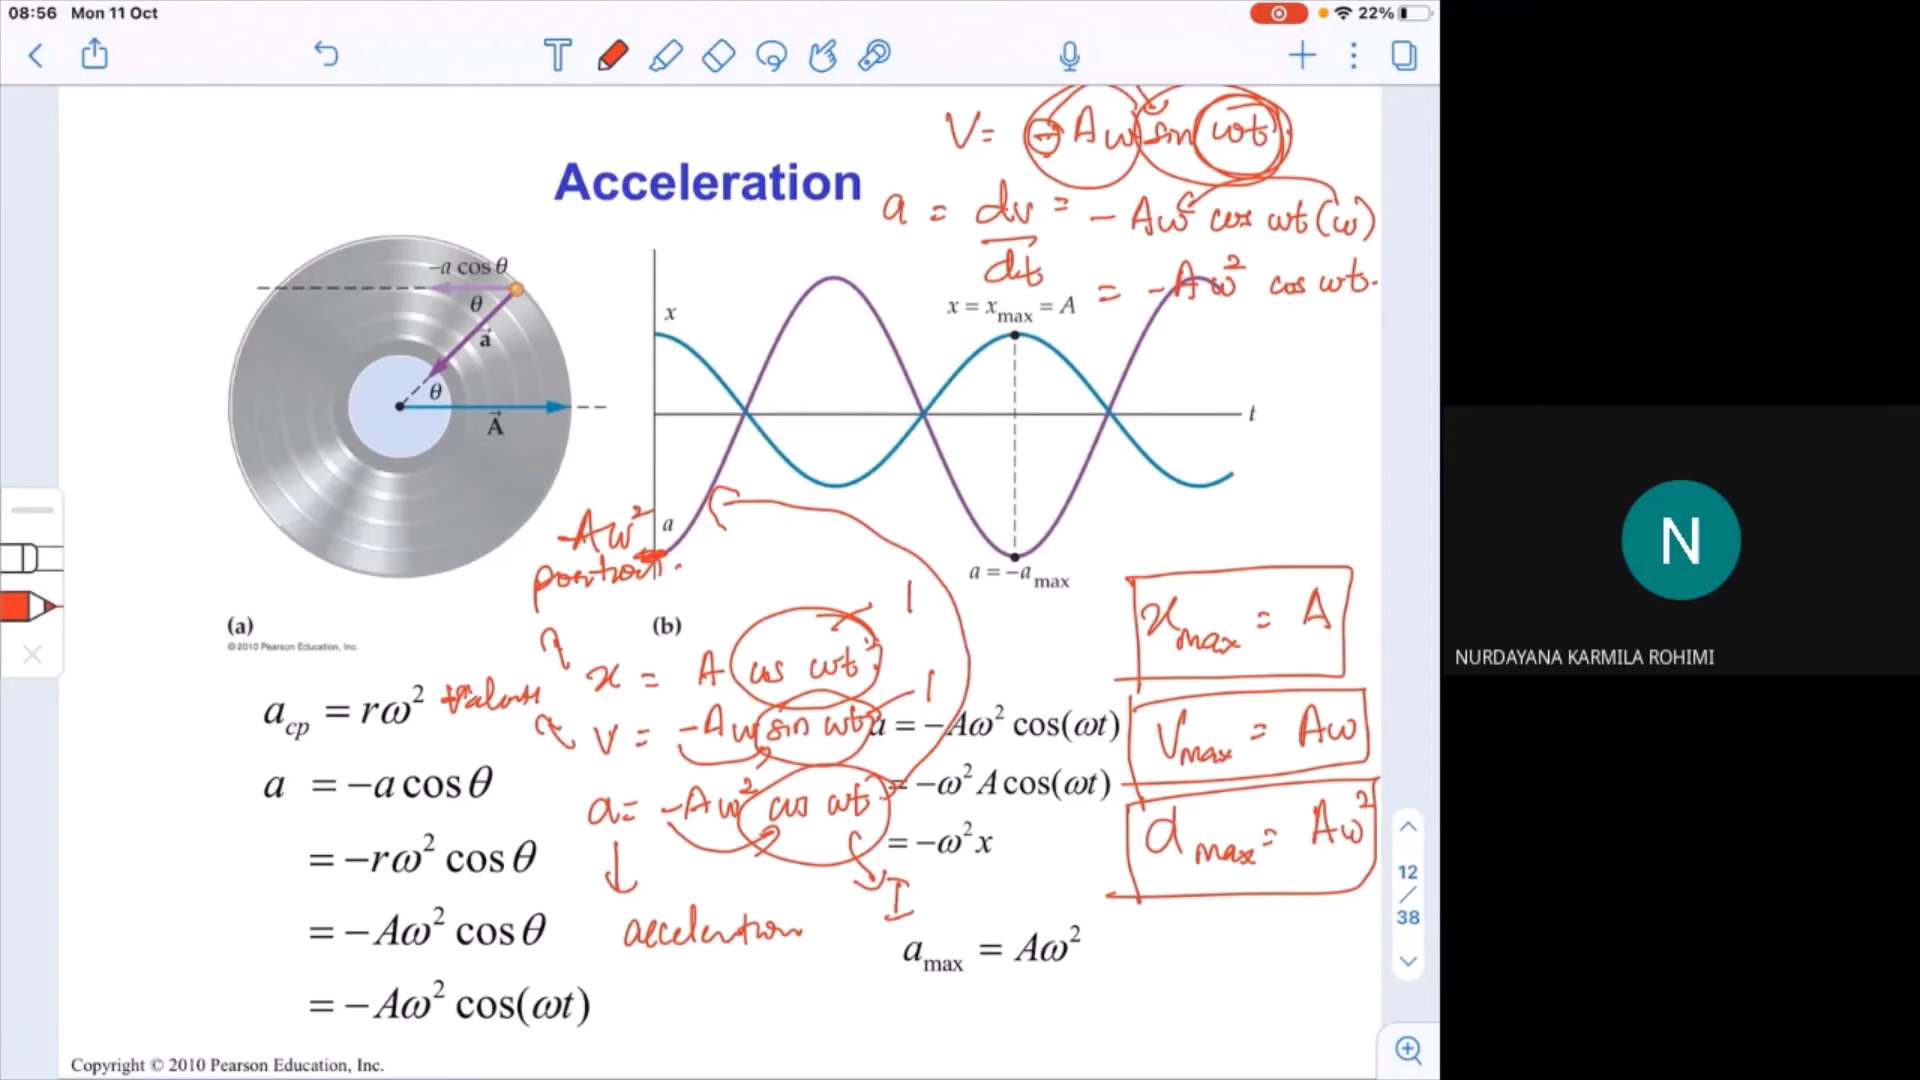 08:56 Mon 11 Oct
22%
V = -Aω sin ωt
Acceleration
a = dv/dt = -Aω cos ωt (ω)
= -Aω² cos ωt.
-a cos θ
θ
a
θ
A
x
x = xmax = A
t
a
a = -amax
-Aω²
position.
(a)
© 2010 Pearson Education, Inc.
(b)
1
x = A cos ωt
1
v = -Aω sin ωt
a = -Aω² cos ωt
1
acceleration
acp = rω²
a = -a cos θ
= -rω² cos θ
= -Aω² cos θ
= -Aω² cos(ωt)
a = -Aω² cos(ωt)
= -ω² A cos(ωt)
= -ω² x
amax = Aω²
xmax = A
Vmax = Aω
amax = Aω²
12
/
38
Copyright © 2010 Pearson Education, Inc.
N
NURDAYANA KARMILA ROHIMI